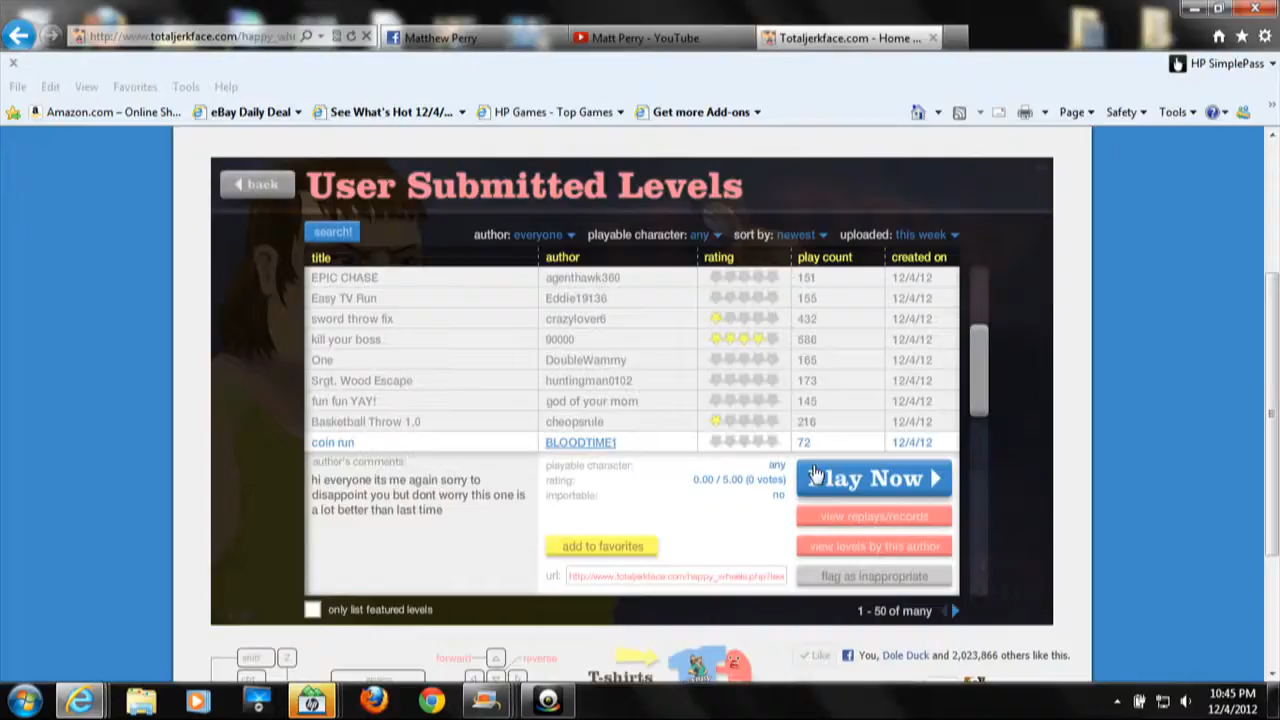 http://www.totaljerkface.com/happy_whe
Matthew Perry
Matt Perry - YouTube
Totaljerkface.com - Home ...
HP SimplePass
File Edit View Favorites Tools Help
Amazon.com – Online Sh...
eBay Daily Deal
See What's Hot 12/4/...
HP Games - Top Games
Get more Add-ons
Page Safety Tools
back
User Submitted Levels
search!
author: everyone playable character: any sort by: newest uploaded: this week
title author rating play count created on
EPIC CHASE agenthawk360 151 12/4/12
Easy TV Run Eddie19136 155 12/4/12
sword throw fix crazylover6 432 12/4/12
kill your boss 90000 586 12/4/12
One DoubleWammy 165 12/4/12
Srgt. Wood Escape huntingman0102 173 12/4/12
fun fun YAY! god of your mom 145 12/4/12
Basketball Throw 1.0 cheopsrule 216 12/4/12
coin run BLOODTIME1 72 12/4/12
author's comments:
hi everyone its me again sorry to
disappoint you but dont worry this one is
a lot better than last time
playable character: any
rating: 0.00 / 5.00 (0 votes)
importable: no
add to favorites
url: http://www.totaljerkface.com/happy_wheels.php?leve
Play Now
view replays/records
view levels by this author
flag as inappropriate
only list featured levels
1 - 50 of many
shift Z
forward reverse
T-shirts
Like
You, Dole Duck and 2,023,866 others like this.
10:45 PM
12/4/2012